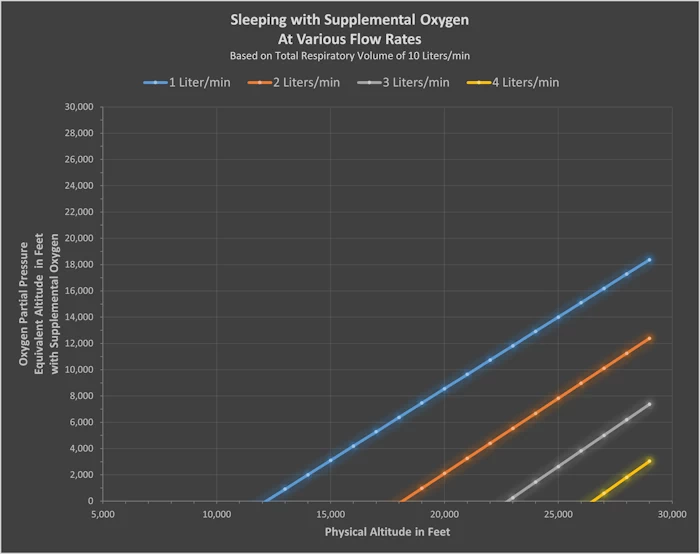 Sleeping with Supplemental Oxygen
At Various Flow Rates
Based on Total Respiratory Volume of 10 Liters/min
1 Liter/min 2 Liters/min 3 Liters/min 4 Liters/min
30,000
28,000
26,000
24,000
22,000
20,000
18,000
16,000
14,000
12,000
10,000
8,000
6,000
4,000
2,000
0
Oxygen Partial Pressure
Equivalent Altitude in Feet
with Supplemental Oxygen
5,000 10,000 15,000 20,000 25,000 30,000
Physical Altitude in Feet